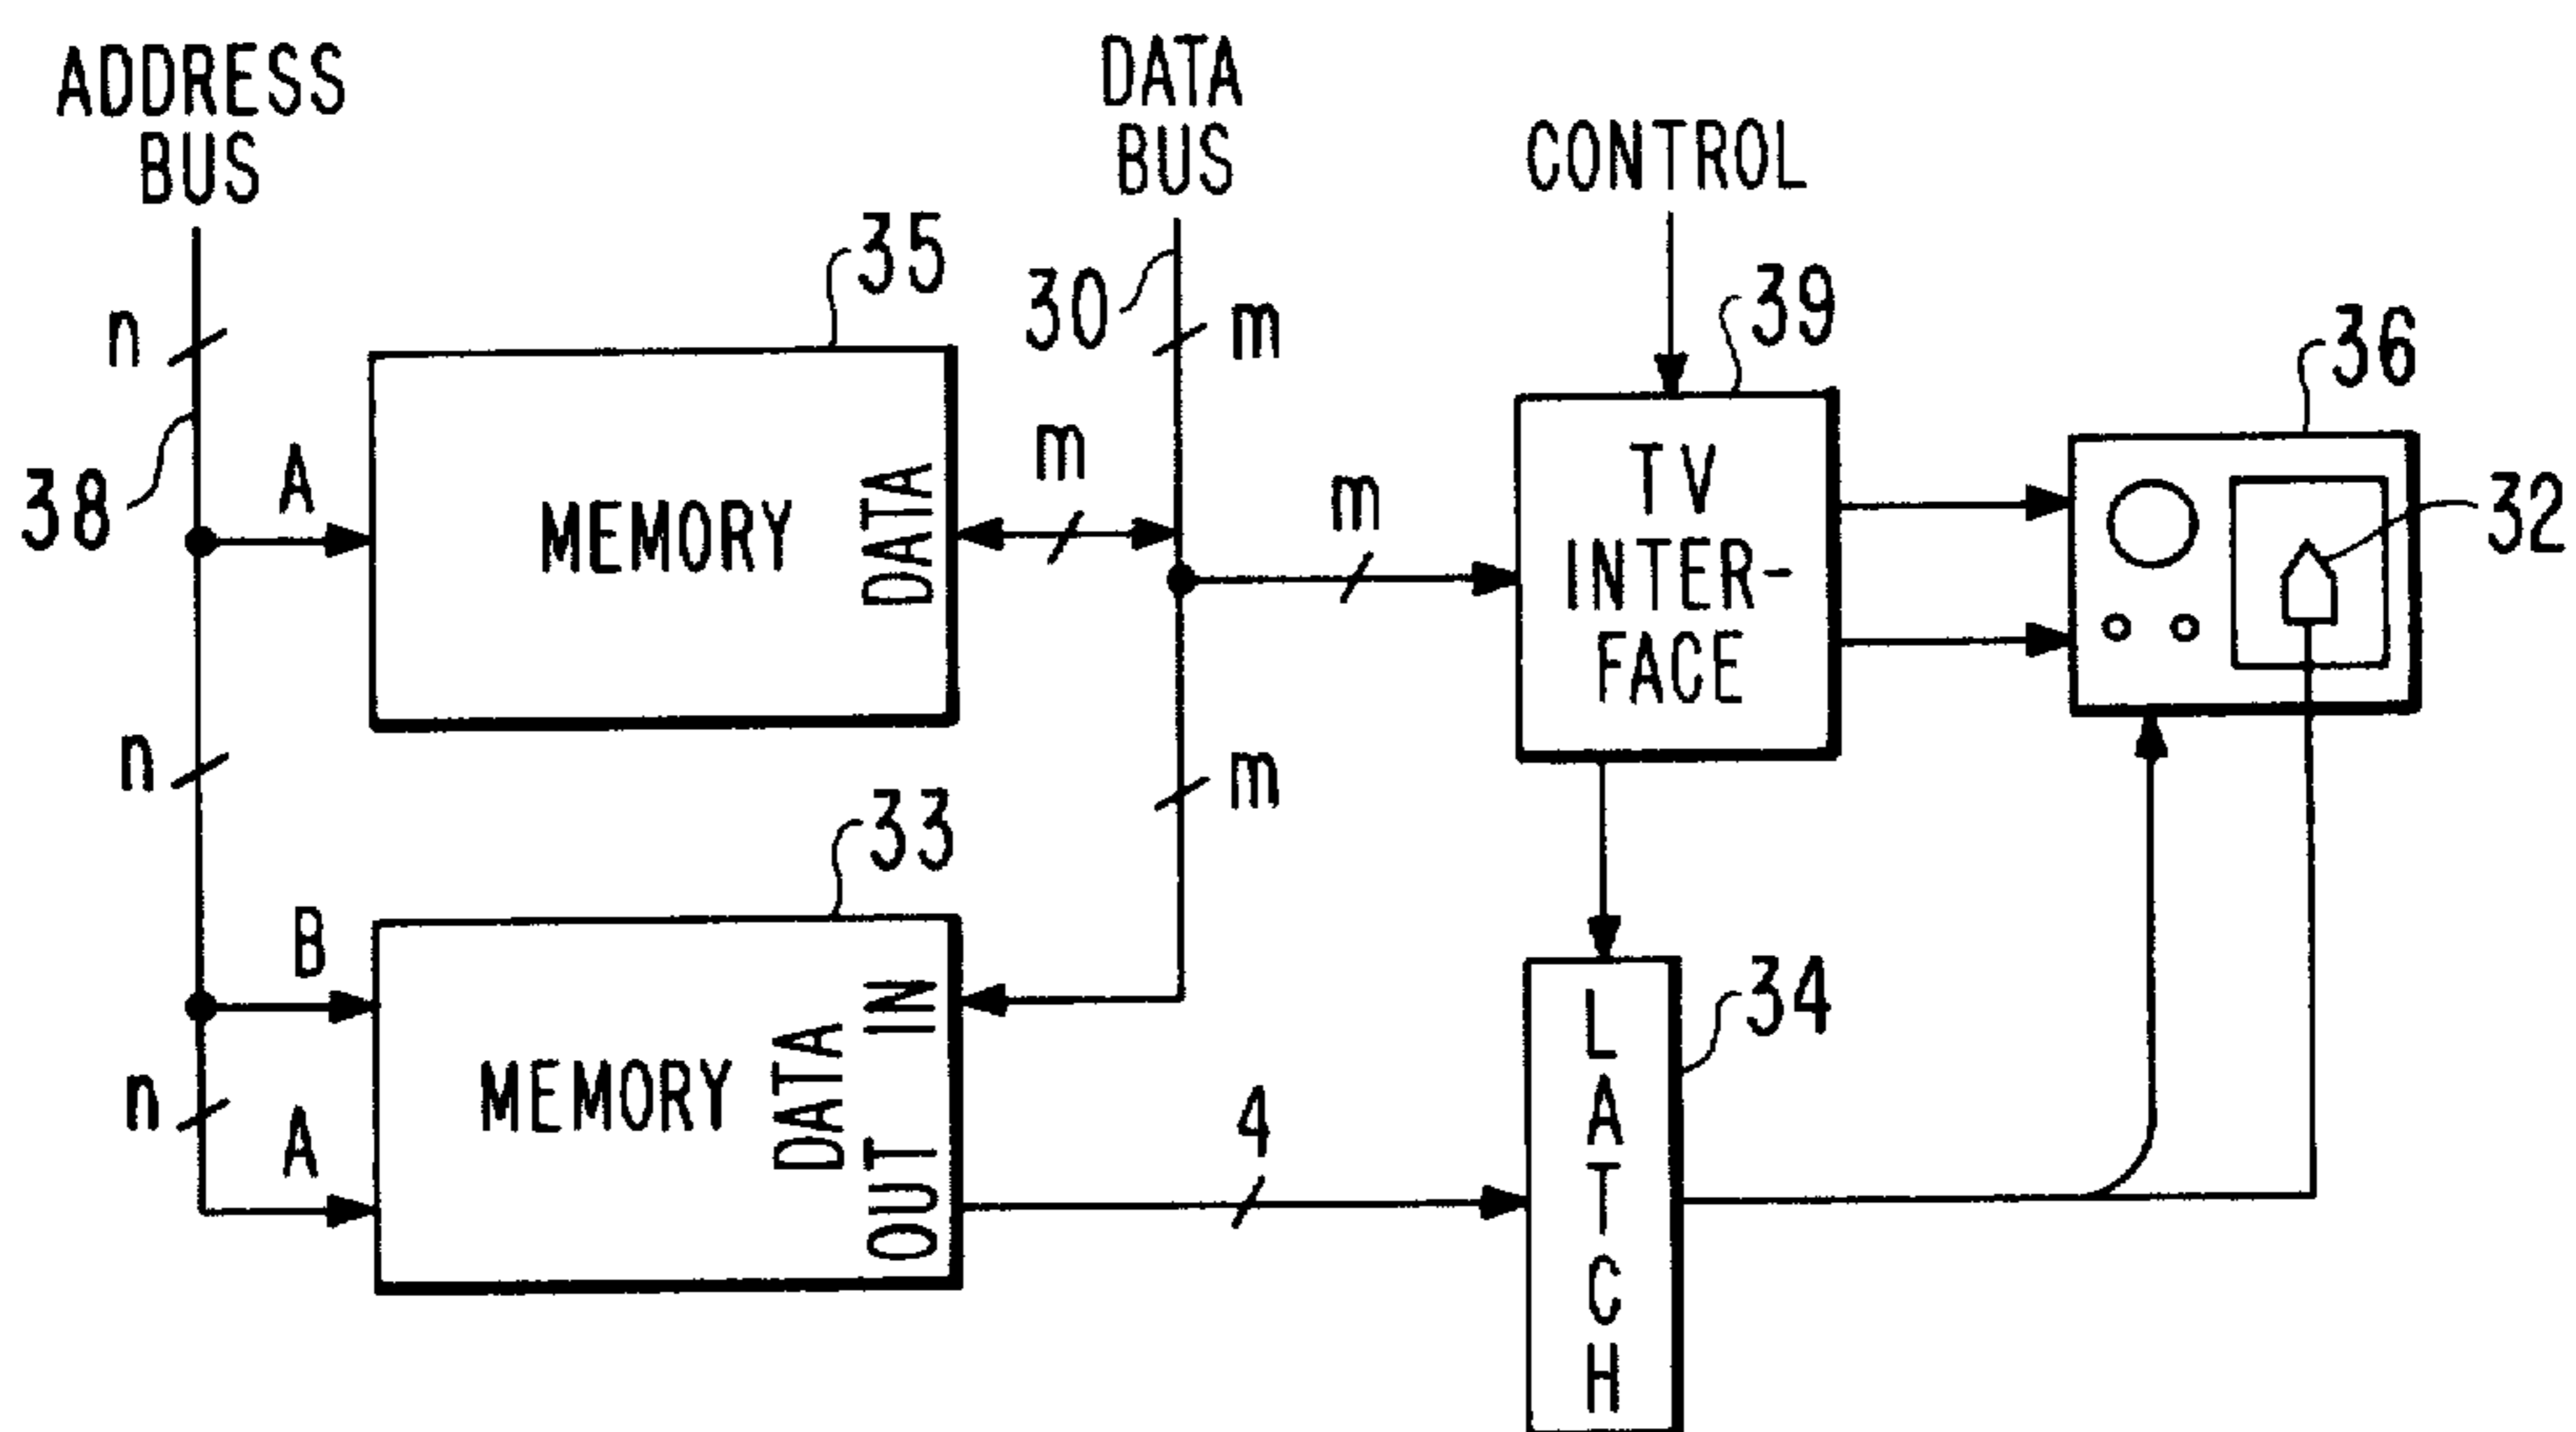 ADDRESS
BUS
DATA
BUS
CONTROL
35
30
m
39
36
n
38
A
m
m
32
MEMORY
DATA
TV
INTER-
FACE
n
m
33
B
34
MEMORY
DATA
IN
OUT
n
A
4
LATCH